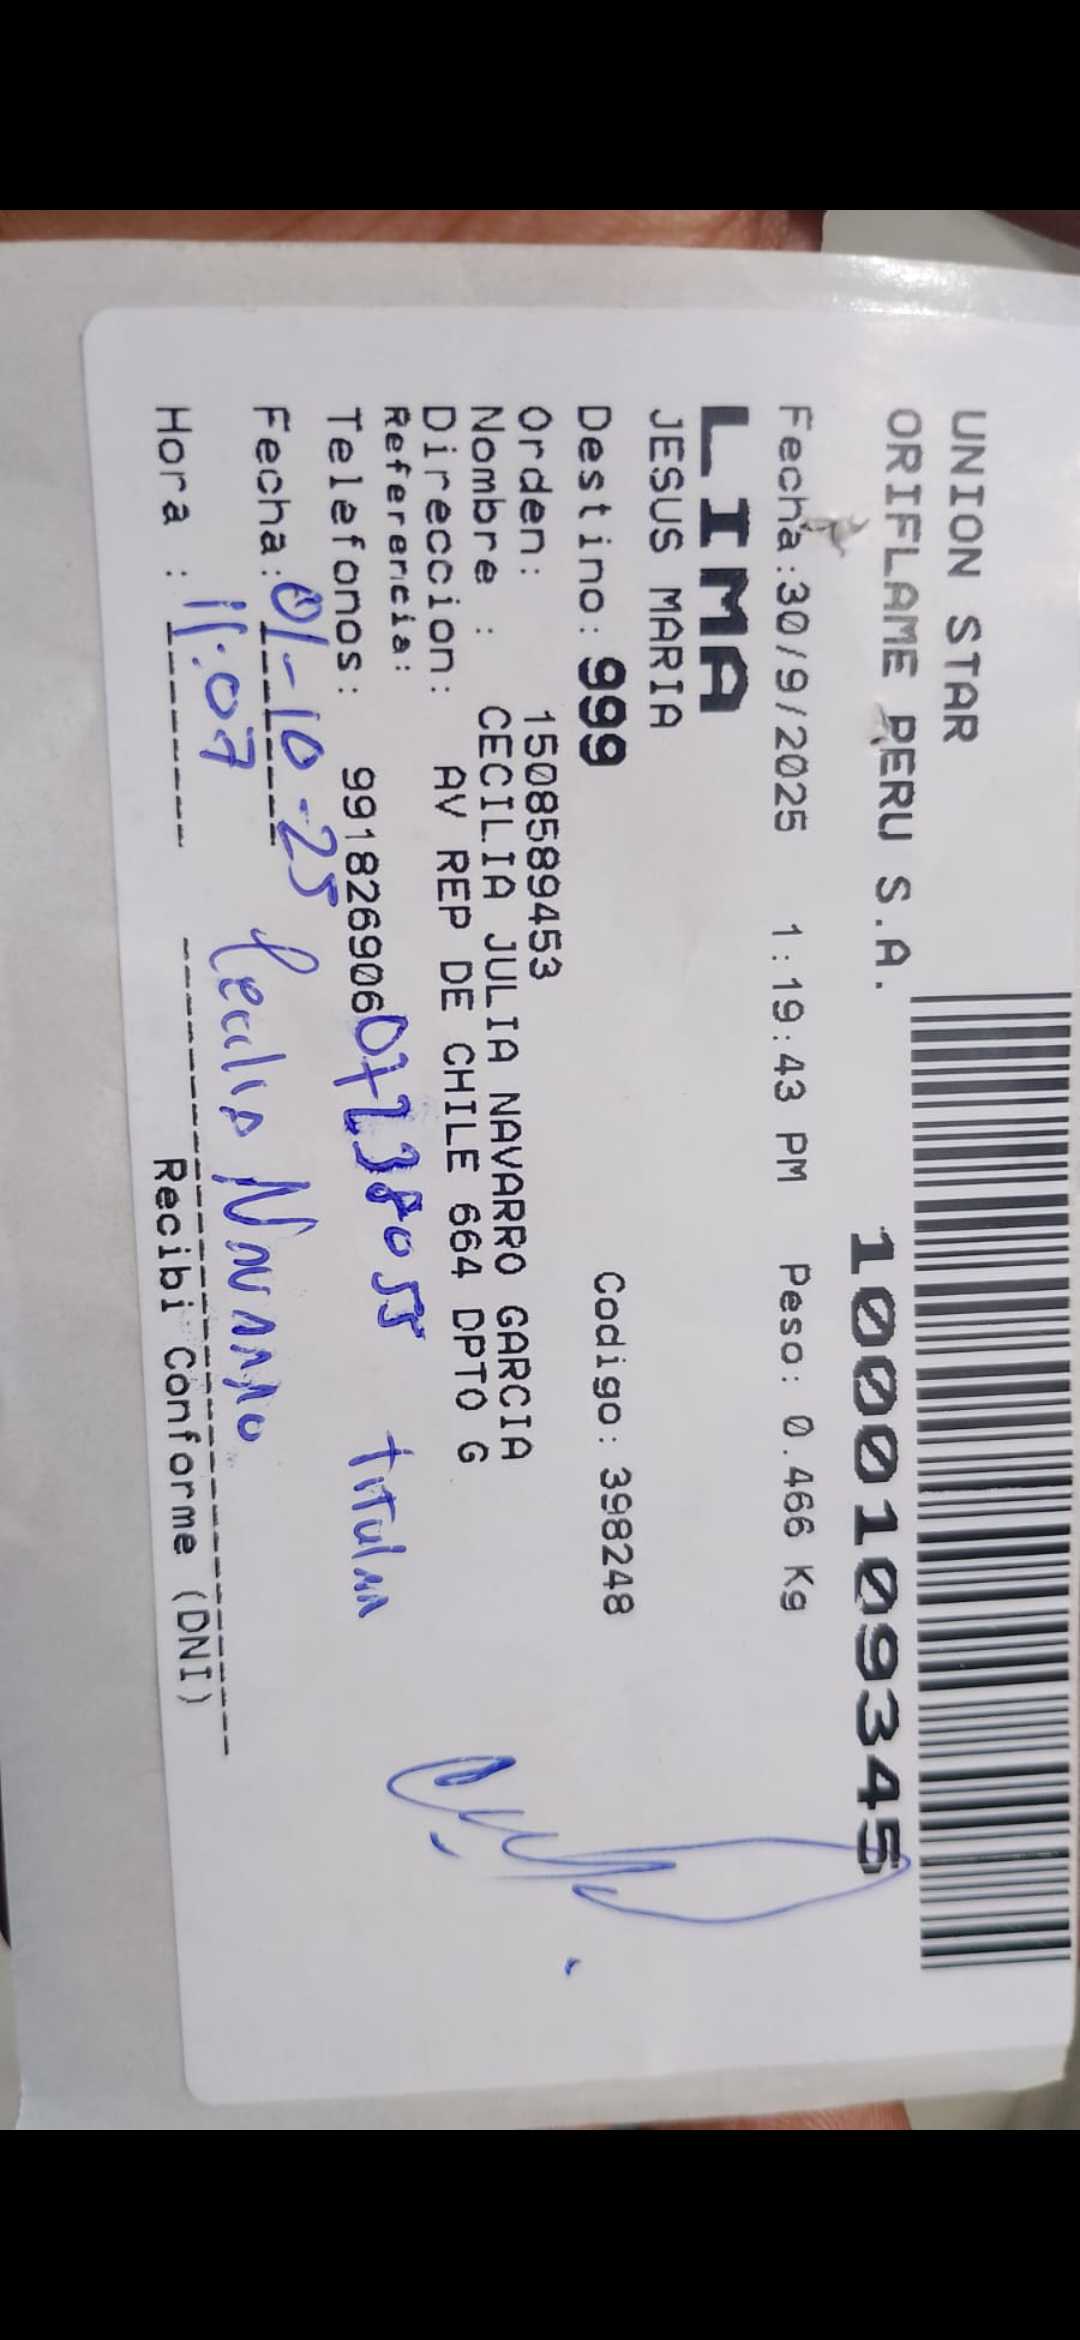 UNION STAR
ORIFLAME PERU S.A.
1000109345
Fecha:30/9/2025 1:19:43 PM Peso: 0.466 Kg
LIMA
JESUS MARIA
Destino: 999 Codigo: 398248
Orden: 1508589453
Nombre : CECILIA JULIA NAVARRO GARCIA
Direccion: AV REP DE CHILE 664 DPTO G
Referencia:
Telefonos: 991826906 07238055 titular
Fecha: 01-10-25 Cecilia Navarro
Hora : 11:07
Recibi Conforme (DNI)